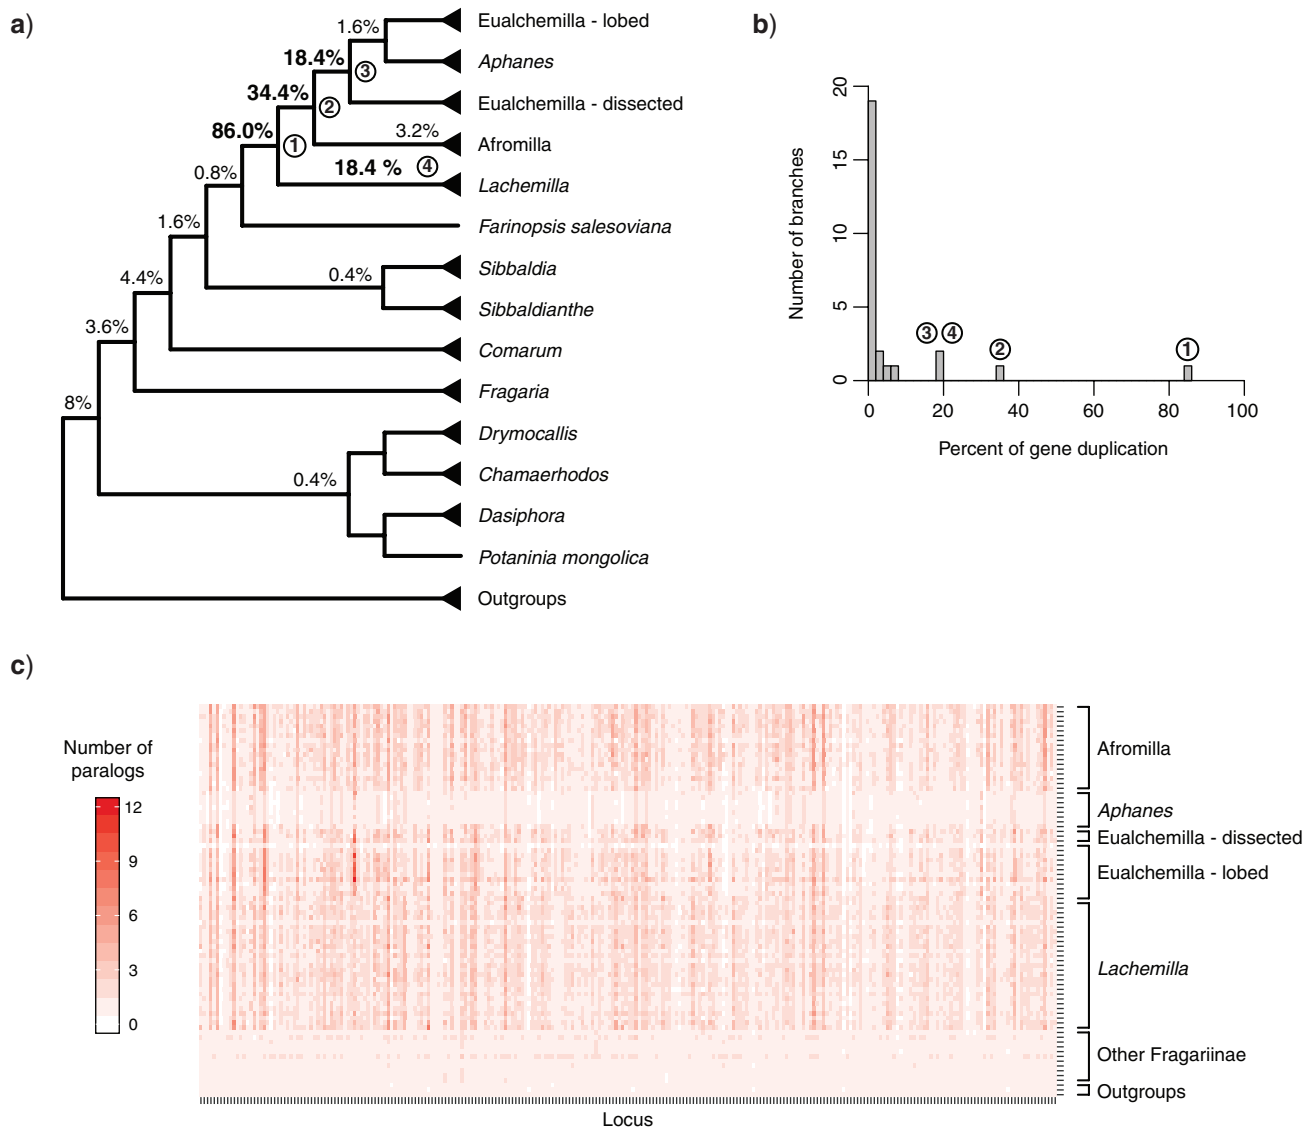 a)
1.6%
Eualchemilla - lobed
18.4%
Aphanes
③
34.4%
Eualchemilla - dissected
②
86.0%
3.2%
Afromilla
①
18.4 % ④
0.8%
Lachemilla
1.6%
Farinopsis salesoviana
4.4%
0.4%
Sibbaldia
Sibbaldianthe
3.6%
Comarum
8%
Fragaria
Drymocallis
0.4%
Chamaerhodos
Dasiphora
Potaninia mongolica
Outgroups
b)
Number of branches
20
15
10
5
0
③ ④
②
①
0 20 40 60 80 100
Percent of gene duplication
c)
Number of
paralogs
12
9
6
3
0
Afromilla
Aphanes
Eualchemilla - dissected
Eualchemilla - lobed
Lachemilla
Other Fragariinae
Outgroups
Locus